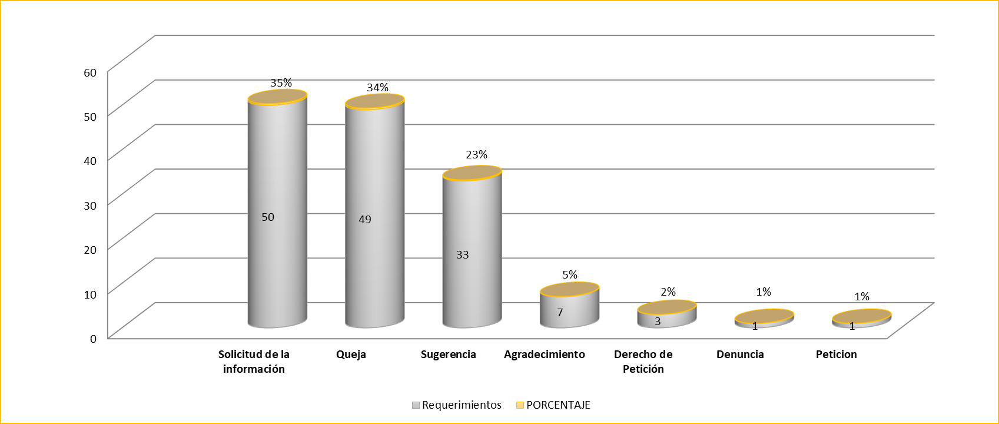 60
50
40
30
20
10
0
35%
34%
23%
5%
2%
1%
1%
50
49
33
7
3
1
1
Solicitud de la
información
Queja
Sugerencia
Agradecimiento
Derecho de
Petición
Denuncia
Peticion
Requerimientos
PORCENTAJE